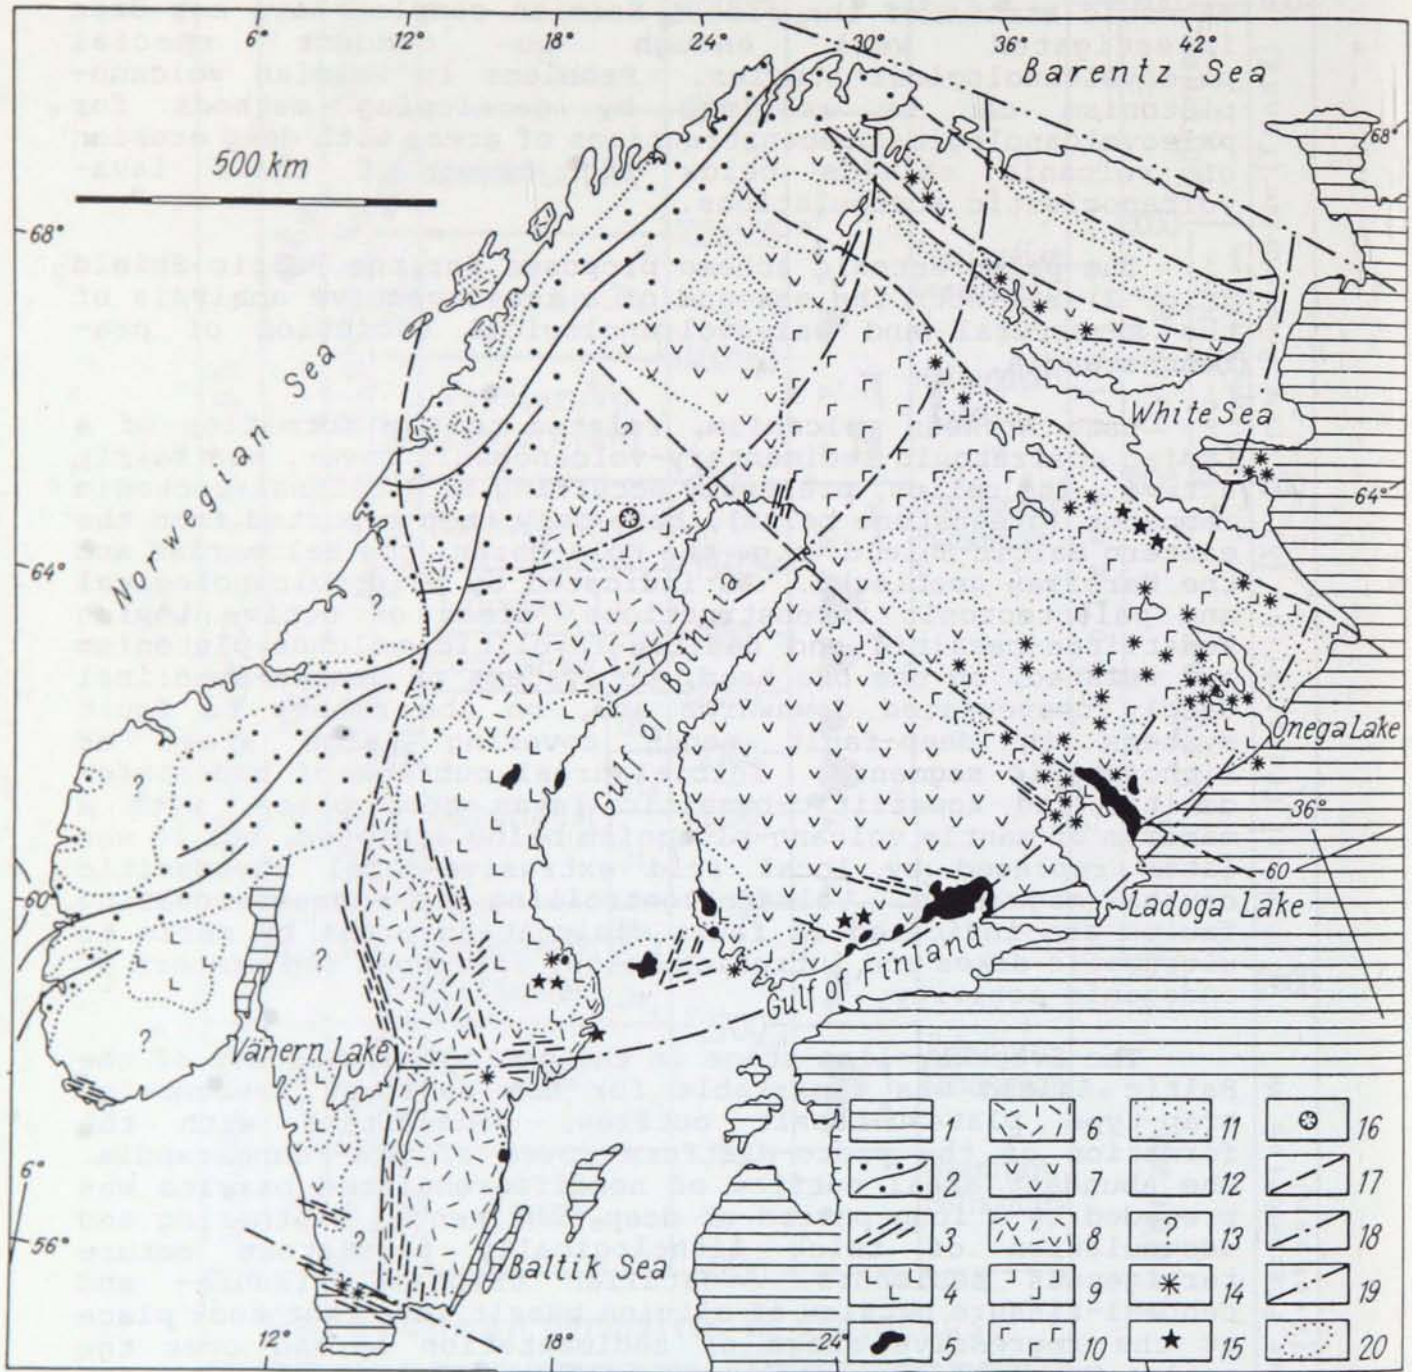 6° 12° 18° 24° 30° 36° 42°
Barentz Sea
68°
500 km
68°
Norwegian Sea
White Sea
64°
64°
Gulf of Bothnia
Onega Lake
36°
60
60
Ladoga Lake
Gulf of Finland
Vänern Lake
6°
56°
Baltik Sea
12° 18° 24°
1 6 11 16
2 7 12 17
3 8 13 18
4 9 14 19
5 10 15 20
? ? ? ? ? ?